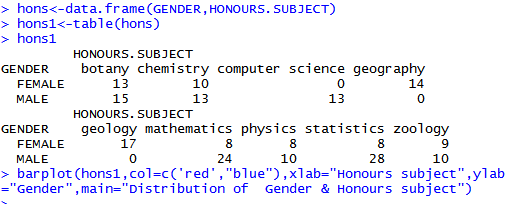 > hons<-data.frame(GENDER,HONOURS.SUBJECT)
> hons1<-table(hons)
> hons1
HONOURS.SUBJECT
GENDER botany chemistry computer science geography
FEMALE 13 10 0 14
MALE 15 13 13 0
HONOURS.SUBJECT
GENDER geology mathematics physics statistics zoology
FEMALE 17 8 8 8 9
MALE 0 24 10 28 10
> barplot(hons1,col=c('red',"blue"),xlab="Honours subject",ylab
="Gender",main="Distribution of  Gender & Honours subject")
>